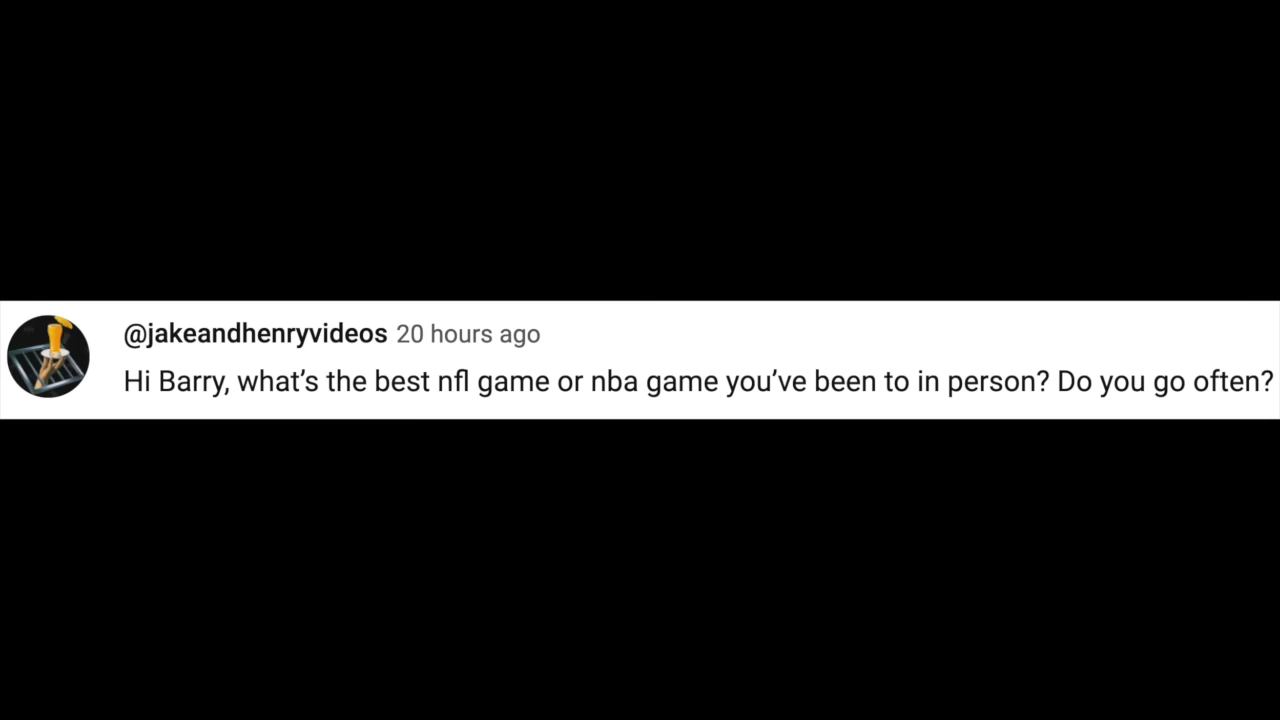 @jakeandhenryvideos 20 hours ago
Hi Barry, what’s the best nfl game or nba game you’ve been to in person? Do you go often?